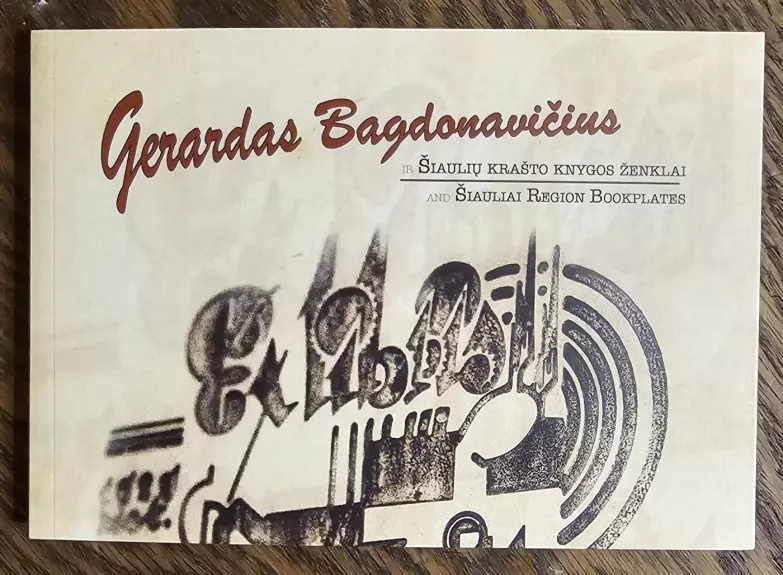 Gerardas Bagdonavičius
IR ŠIAULIŲ KRAŠTO KNYGOS ŽENKLAI
AND ŠIAULIAI REGION BOOKPLATES
Ex libris